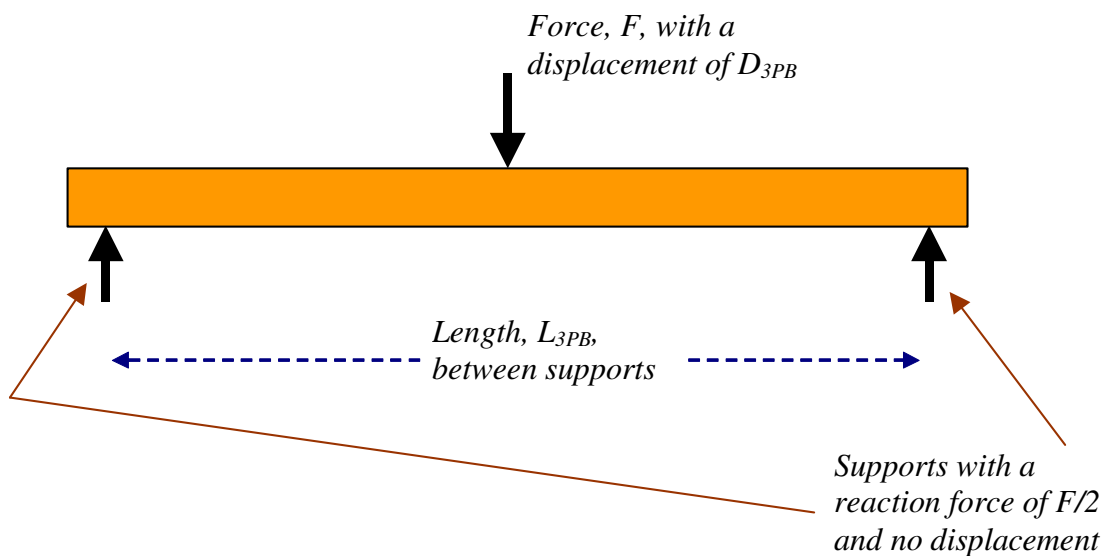 Force, F, with a
displacement of D3PB
Length, L3PB,
between supports
Supports with a
reaction force of F/2
and no displacement